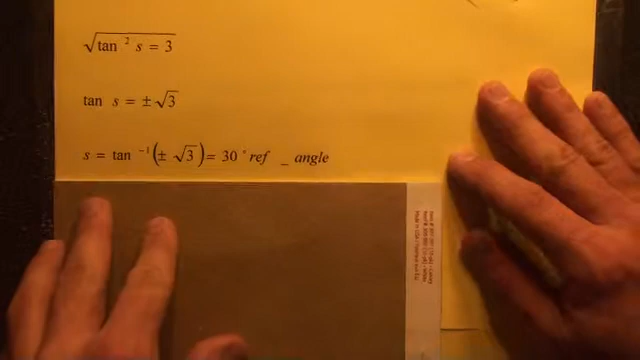 √tan ² s = 3
tan s = ±√3
s = tan ⁻¹(± √3) = 30 ° ref _ angle